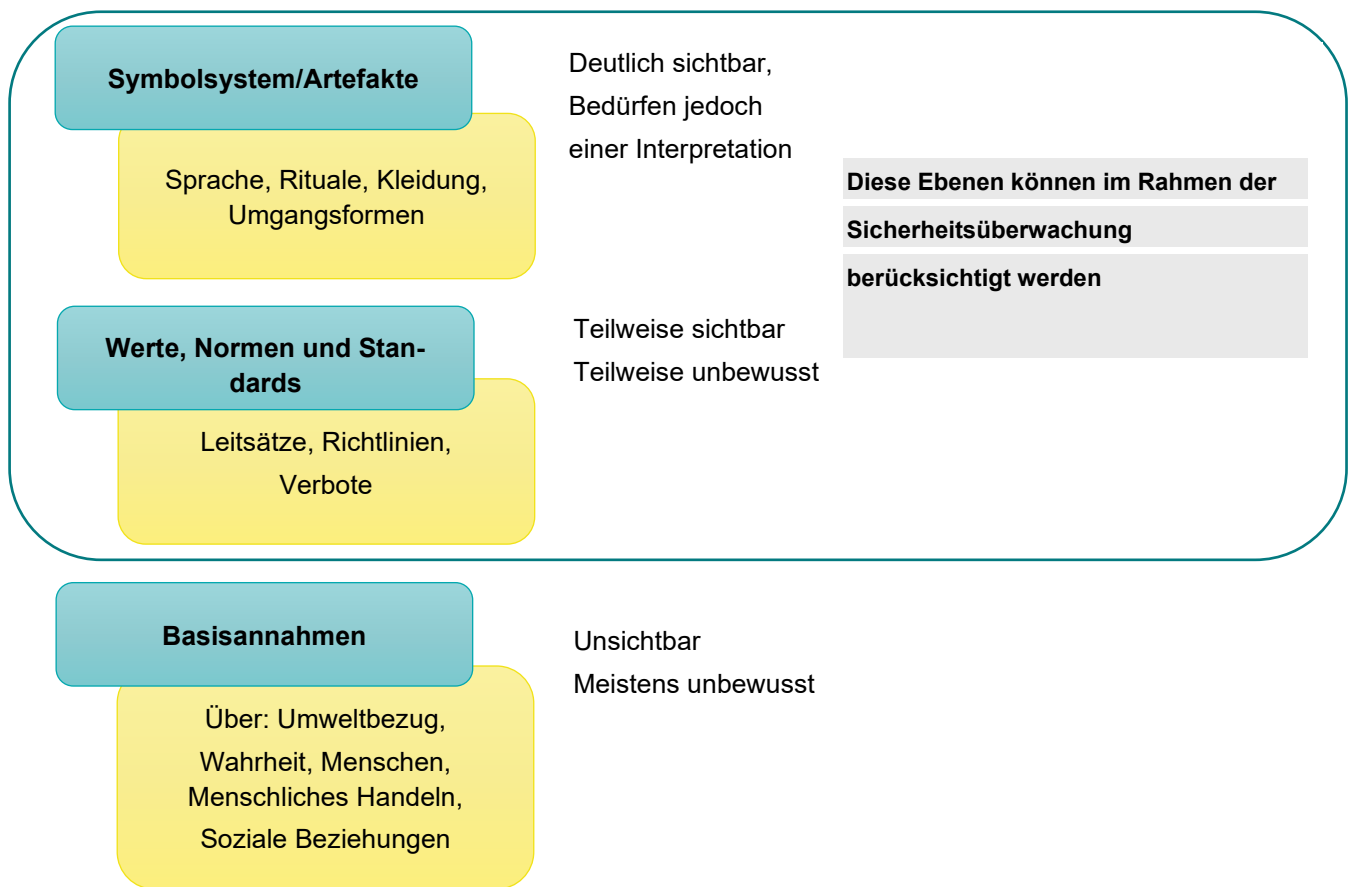 Symbolsystem/Artefakte
Sprache, Rituale, Kleidung,
Umgangsformen
Deutlich sichtbar,
Bedürfen jedoch
einer Interpretation
Diese Ebenen können im Rahmen der
Sicherheitsüberwachung
berücksichtigt werden
Werte, Normen und Stan-
dards
Leitsätze, Richtlinien,
Verbote
Teilweise sichtbar
Teilweise unbewusst
Basisannahmen
Über: Umweltbezug,
Wahrheit, Menschen,
Menschliches Handeln,
Soziale Beziehungen
Unsichtbar
Meistens unbewusst